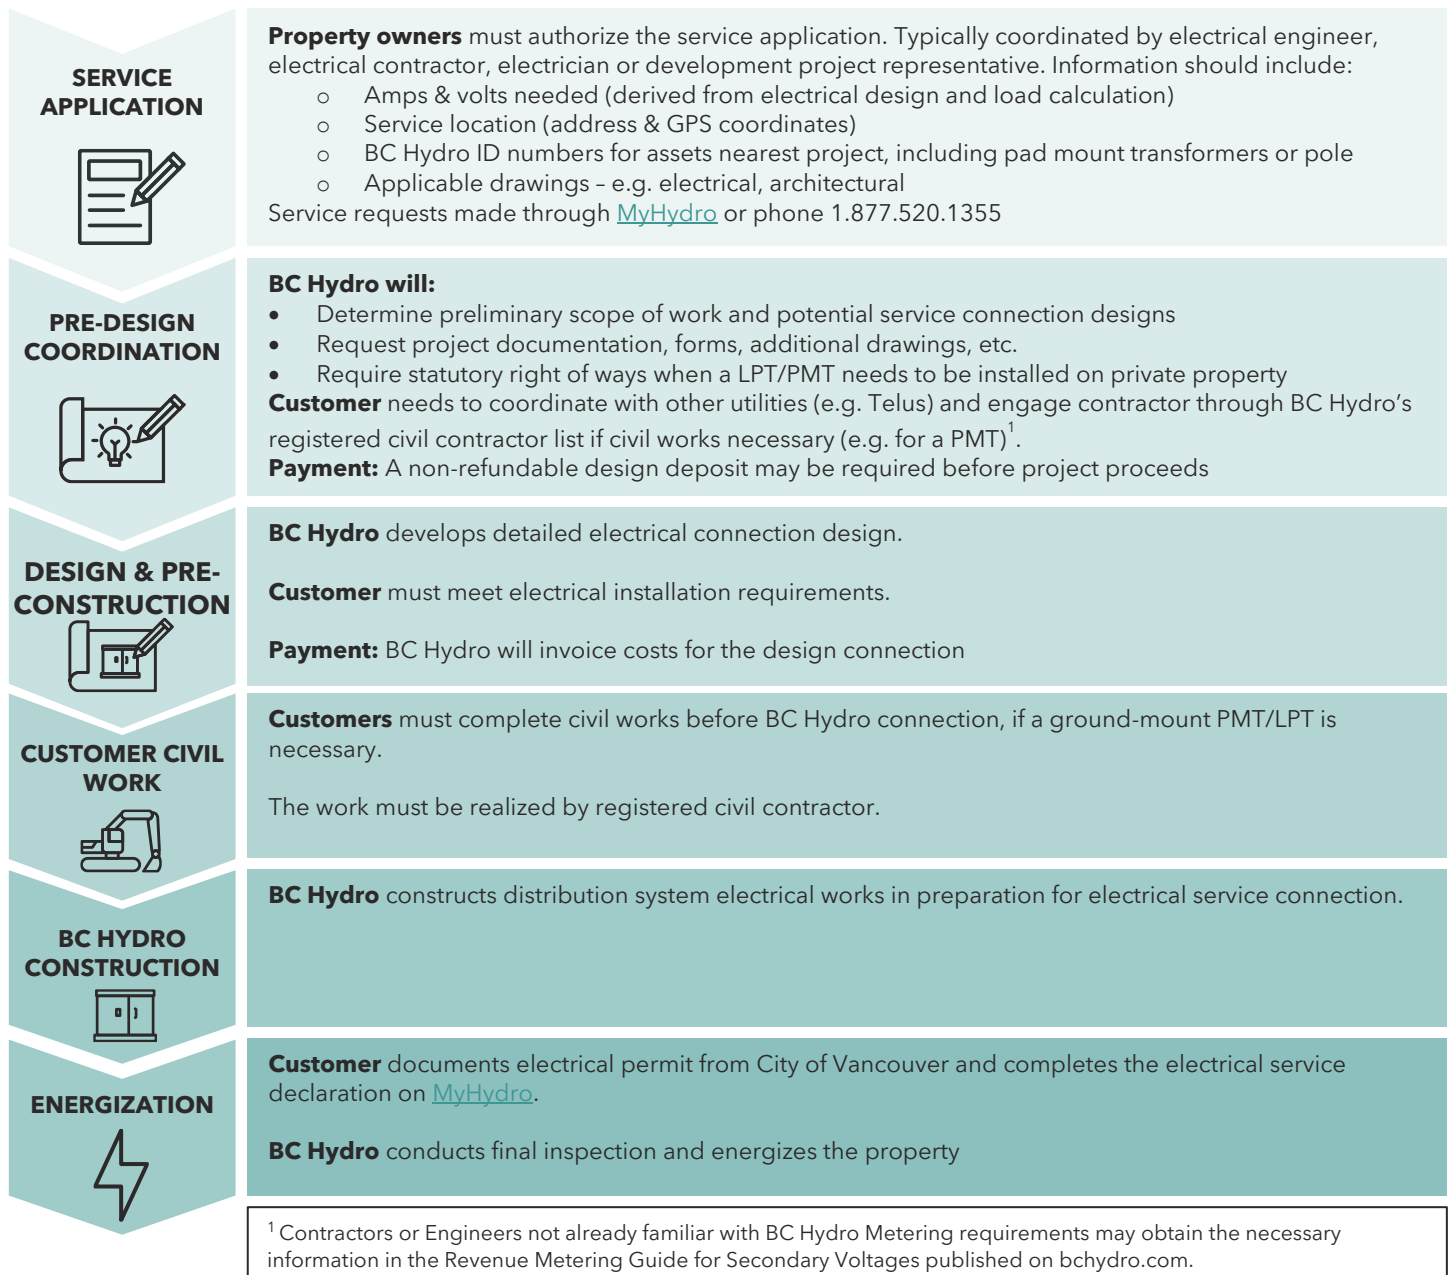 SERVICE
APPLICATION
Property owners must authorize the service application. Typically coordinated by electrical engineer,
electrical contractor, electrician or development project representative. Information should include:
o Amps & volts needed (derived from electrical design and load calculation)
o Service location (address & GPS coordinates)
o BC Hydro ID numbers for assets nearest project, including pad mount transformers or pole
o Applicable drawings – e.g. electrical, architectural
Service requests made through MyHydro or phone 1.877.520.1355
PRE-DESIGN
COORDINATION
BC Hydro will:
• Determine preliminary scope of work and potential service connection designs
• Request project documentation, forms, additional drawings, etc.
• Require statutory right of ways when a LPT/PMT needs to be installed on private property
Customer needs to coordinate with other utilities (e.g. Telus) and engage contractor through BC Hydro's
registered civil contractor list if civil works necessary (e.g. for a PMT)1.
Payment: A non-refundable design deposit may be required before project proceeds
DESIGN & PRE-
CONSTRUCTION
BC Hydro develops detailed electrical connection design.
Customer must meet electrical installation requirements.
Payment: BC Hydro will invoice costs for the design connection
CUSTOMER CIVIL
WORK
Customers must complete civil works before BC Hydro connection, if a ground-mount PMT/LPT is
necessary.
The work must be realized by registered civil contractor.
BC HYDRO
CONSTRUCTION
BC Hydro constructs distribution system electrical works in preparation for electrical service connection.
ENERGIZATION
Customer documents electrical permit from City of Vancouver and completes the electrical service
declaration on MyHydro.
BC Hydro conducts final inspection and energizes the property
1 Contractors or Engineers not already familiar with BC Hydro Metering requirements may obtain the necessary
information in the Revenue Metering Guide for Secondary Voltages published on bchydro.com.